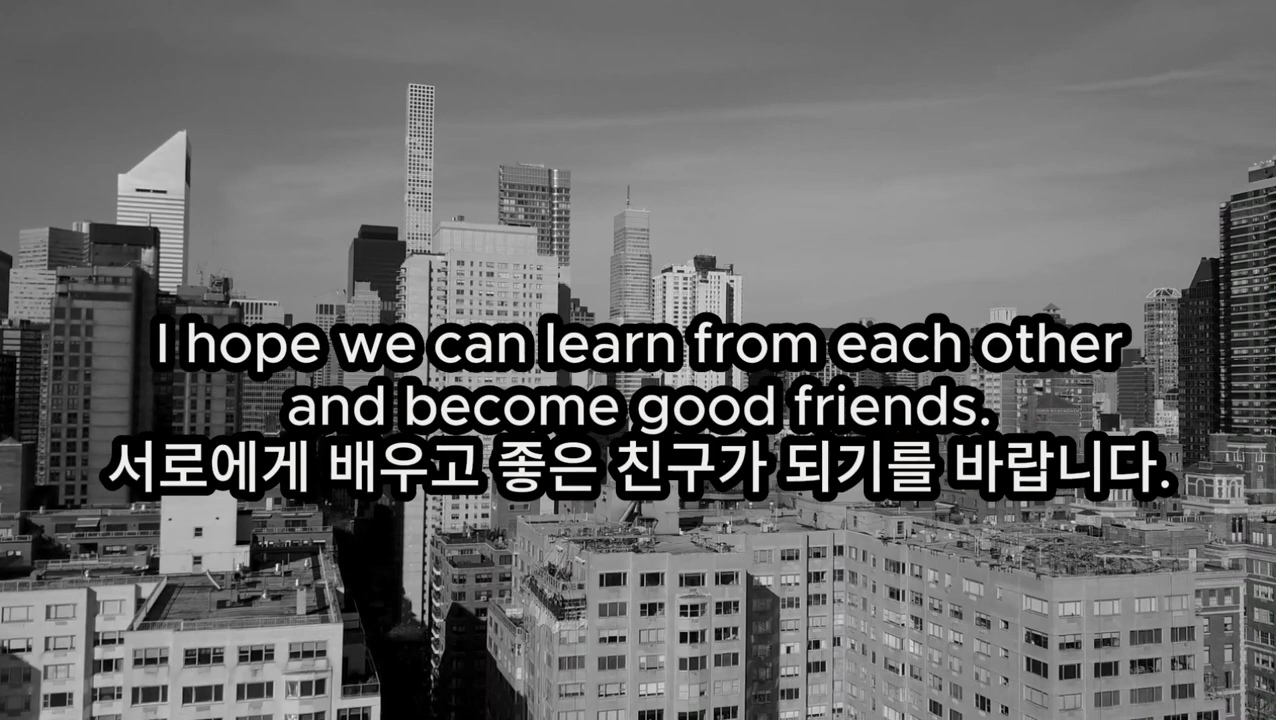 I hope we can learn from each other
and become good friends.
서로에게 배우고 좋은 친구가 되기를 바랍니다.